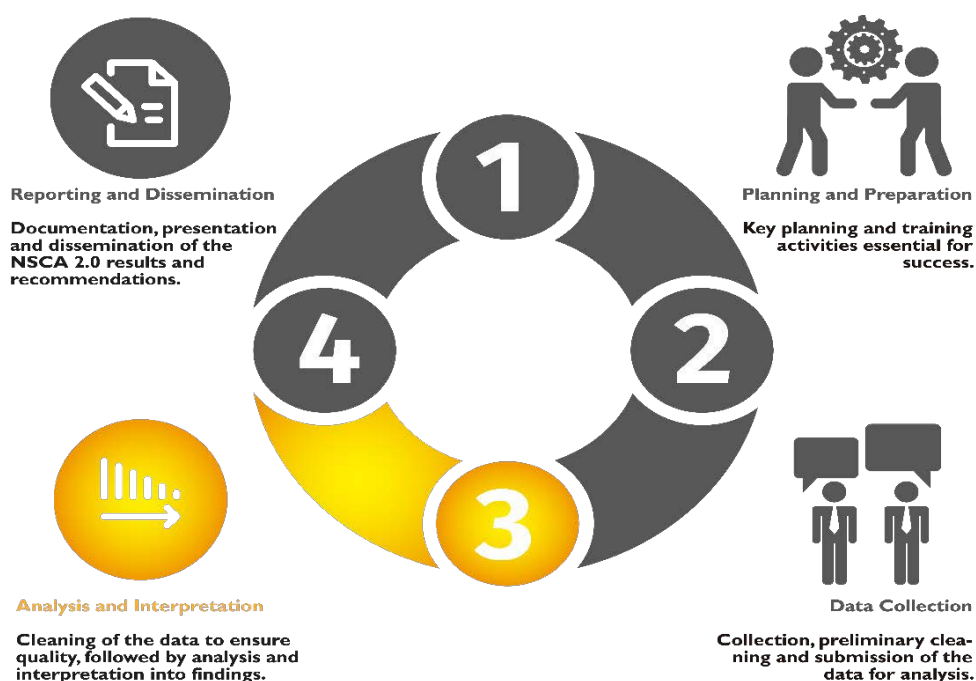 1
Reporting and Dissemination
Documentation, presentation
and dissemination of the
NSCA 2.0 results and
recommendations.
Planning and Preparation
Key planning and training
activities essential for
success.
4
2
3
Analysis and Interpretation
Cleaning of the data to ensure
quality, followed by analysis and
interpretation into findings.
Data Collection
Collection, preliminary clea-
ning and submission of the
data for analysis.